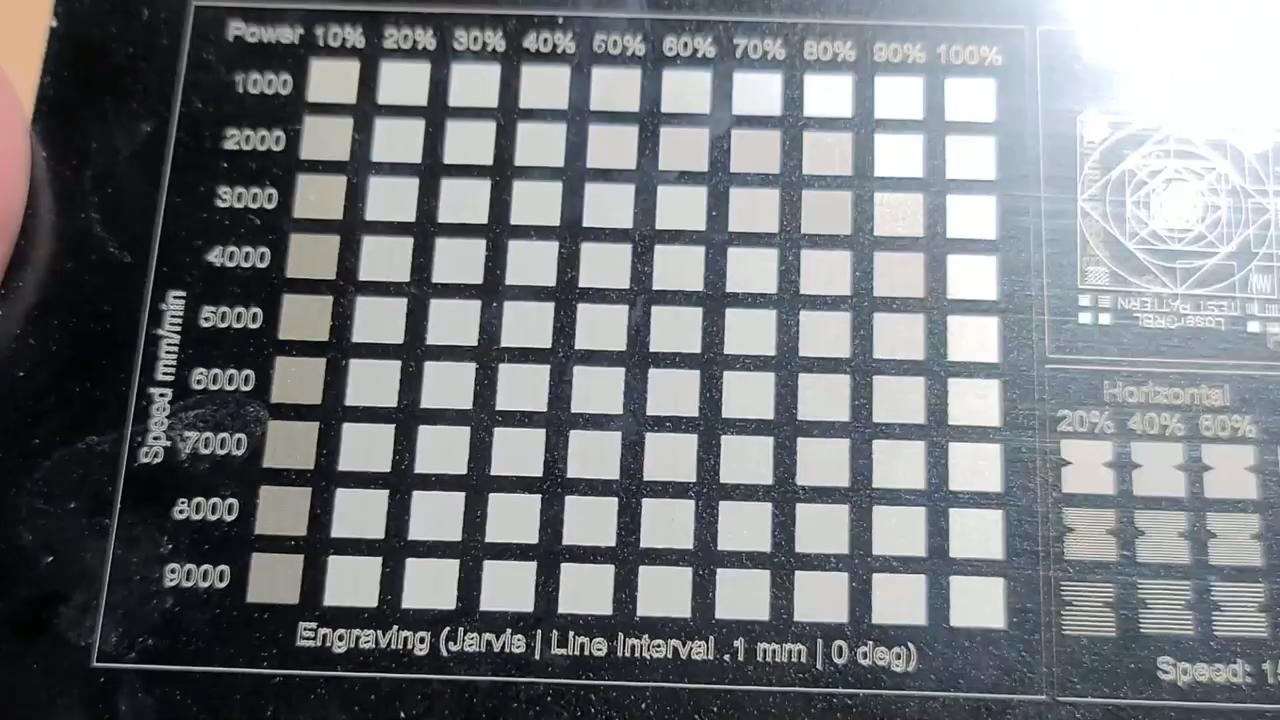 Power 10% 20% 30% 40% 50% 60% 70% 80% 90% 100%
1000
2000
3000
4000
5000
6000
7000
8000
9000
Speed mm/min
Engraving (Jarvis | Line Interval .1 mm | 0 deg)
LaserGRBL
TEST PATTERN
Horizontal
20% 40% 60%
Speed: